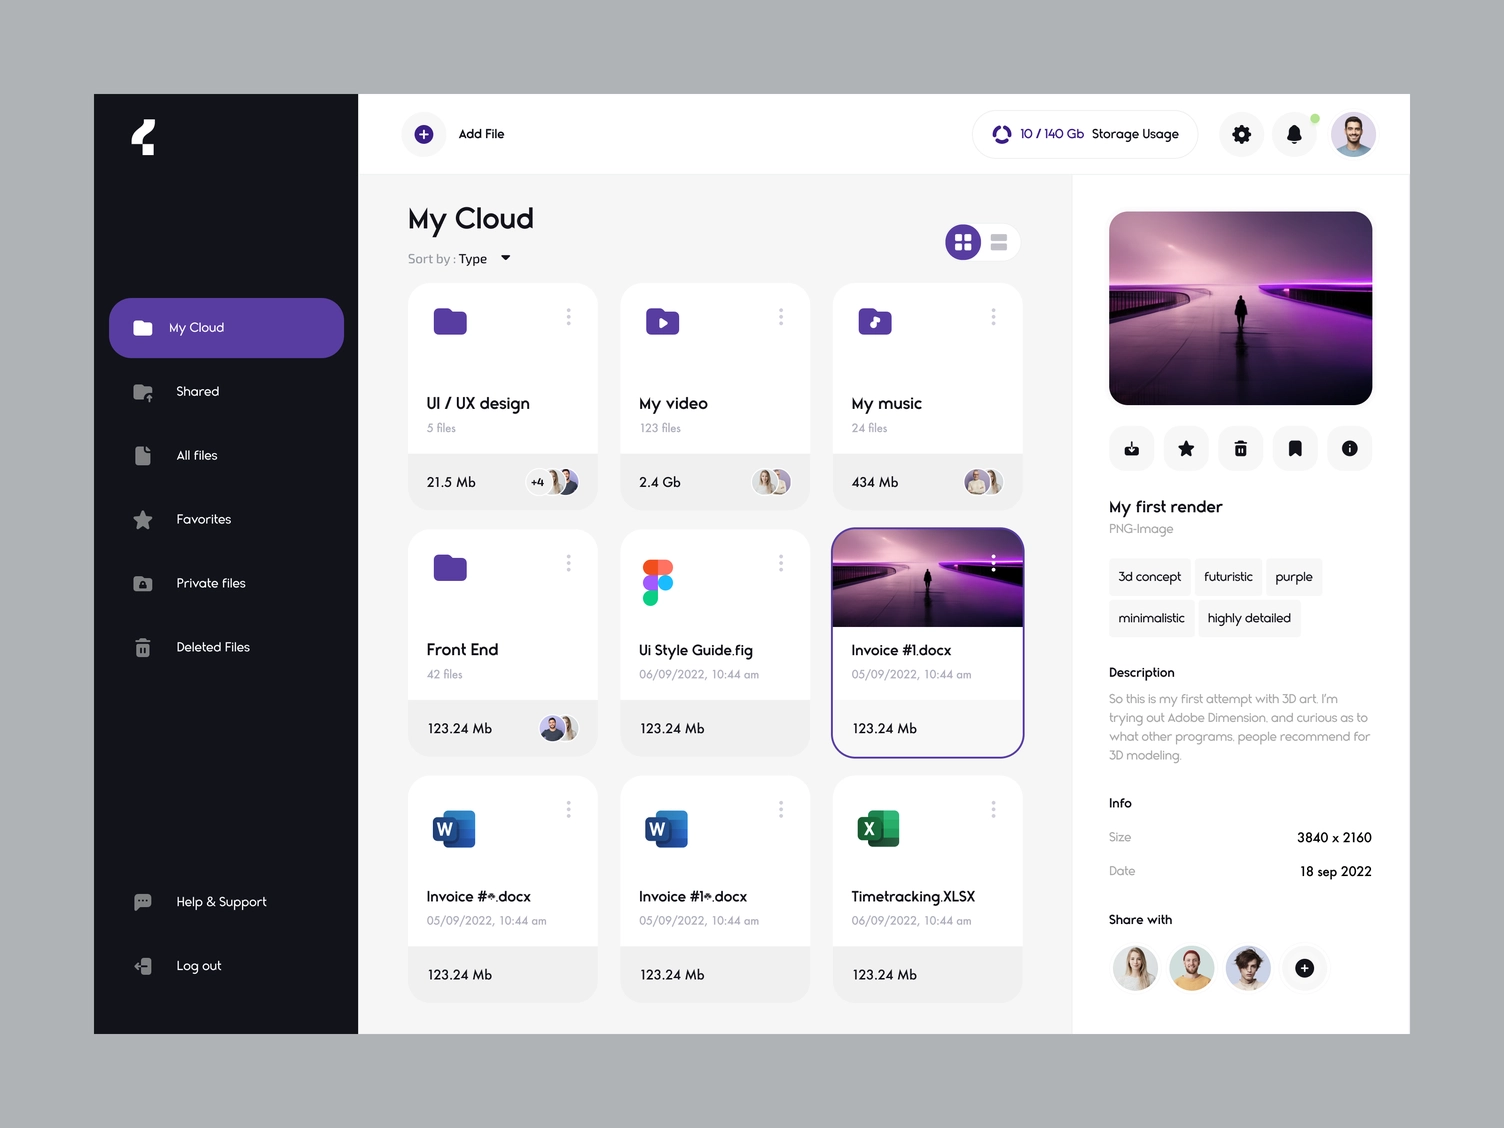 Add File
10 / 140 Gb Storage Usage
My Cloud
Shared
All files
Favorites
Private files
Deleted Files
Help & Support
Log out
My Cloud
Sort by : Type
UI / UX design
5 files
21.5 Mb
+4
My video
123 files
2.4 Gb
My music
24 files
434 Mb
Front End
42 files
123.24 Mb
Ui Style Guide.fig
06/09/2022, 10:44 am
123.24 Mb
Invoice #1.docx
05/09/2022, 10:44 am
123.24 Mb
W
Invoice #.docx
05/09/2022, 10:44 am
123.24 Mb
W
Invoice #1.docx
05/09/2022, 10:44 am
123.24 Mb
X
Timetracking.XLSX
06/09/2022, 10:44 am
123.24 Mb
My first render
PNG-Image
3d concept futuristic purple
minimalistic highly detailed
Description
So this is my first attempt with 3D art. I'm
trying out Adobe Dimension. and curious as to
what other programs. people recommend for
3D modeling.
Info
Size 3840 x 2160
Date 18 sep 2022
Share with